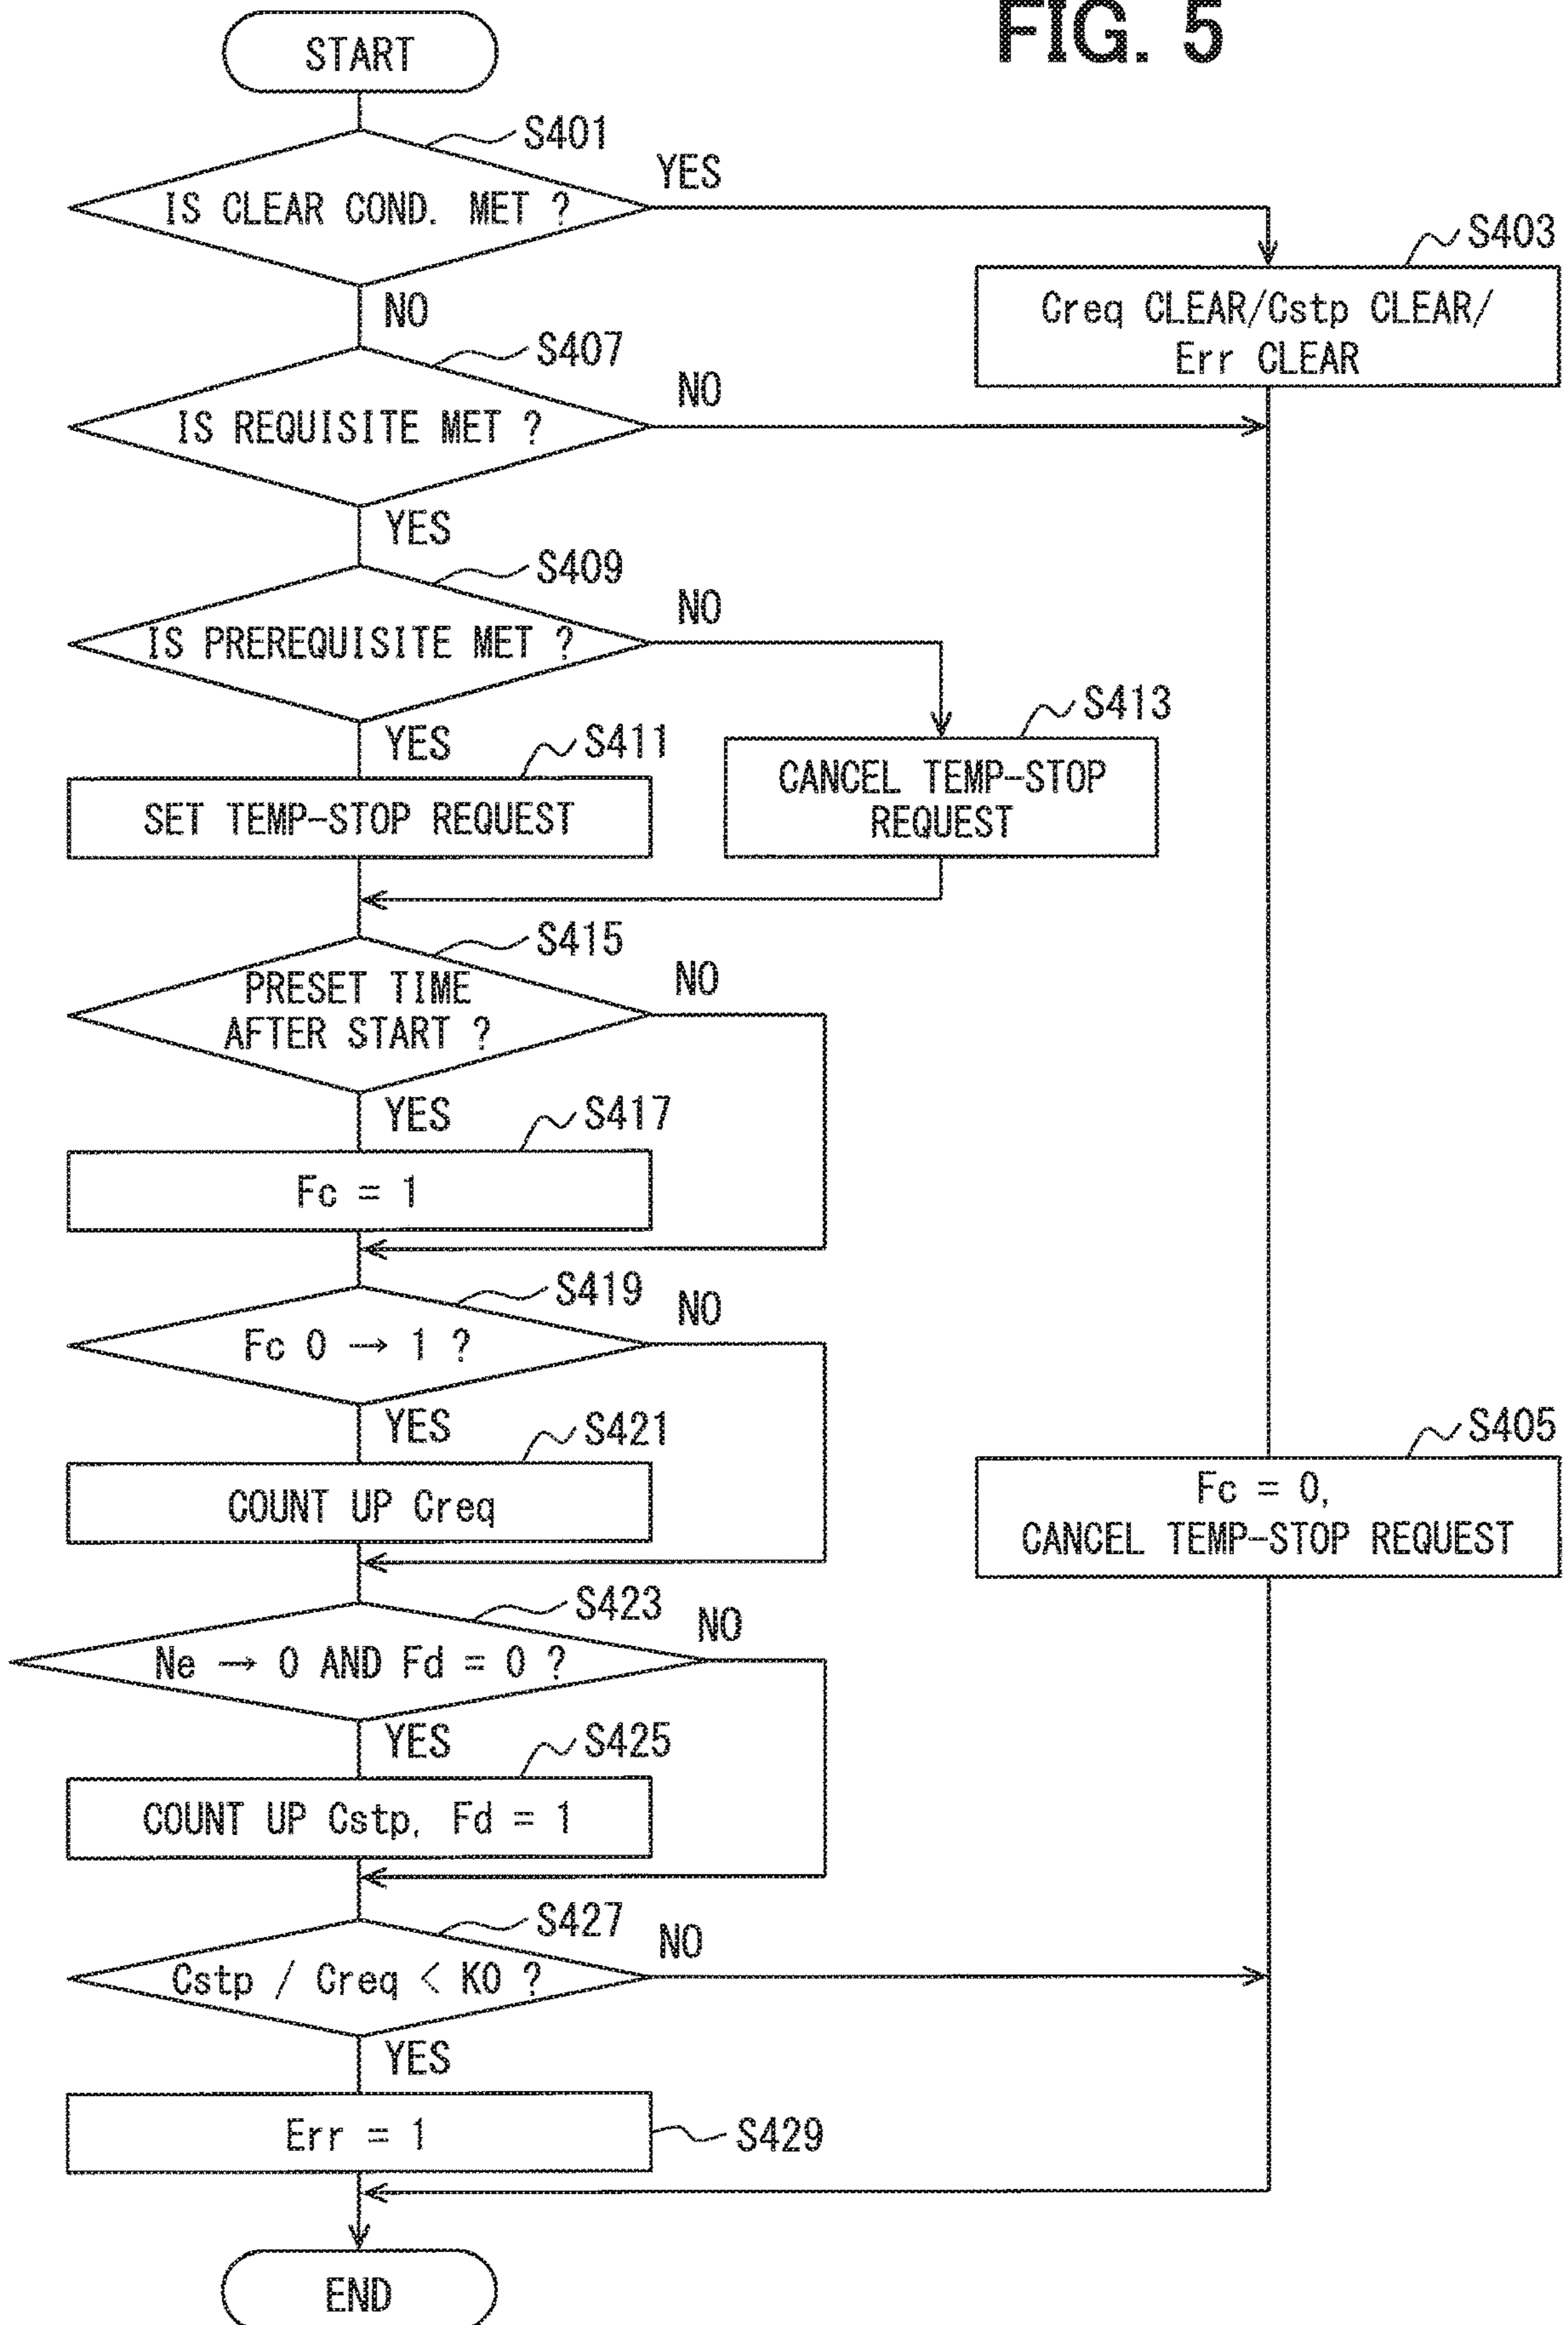 FIG. 5
START
S401
IS CLEAR COND. MET ?
YES
NO
S403
Creq CLEAR/Cstp CLEAR/
Err CLEAR
S407
IS REQUISITE MET ?
NO
YES
S409
IS PREREQUISITE MET ?
NO
YES
S411
SET TEMP-STOP REQUEST
S413
CANCEL TEMP-STOP
REQUEST
S415
PRESET TIME
AFTER START ?
NO
YES
S417
Fc = 1
S419
Fc 0 → 1 ?
NO
YES
S421
COUNT UP Creq
S405
Fc = 0,
CANCEL TEMP-STOP REQUEST
S423
Ne → 0 AND Fd = 0 ?
NO
YES
S425
COUNT UP Cstp, Fd = 1
S427
Cstp / Creq < K0 ?
NO
YES
Err = 1
S429
END